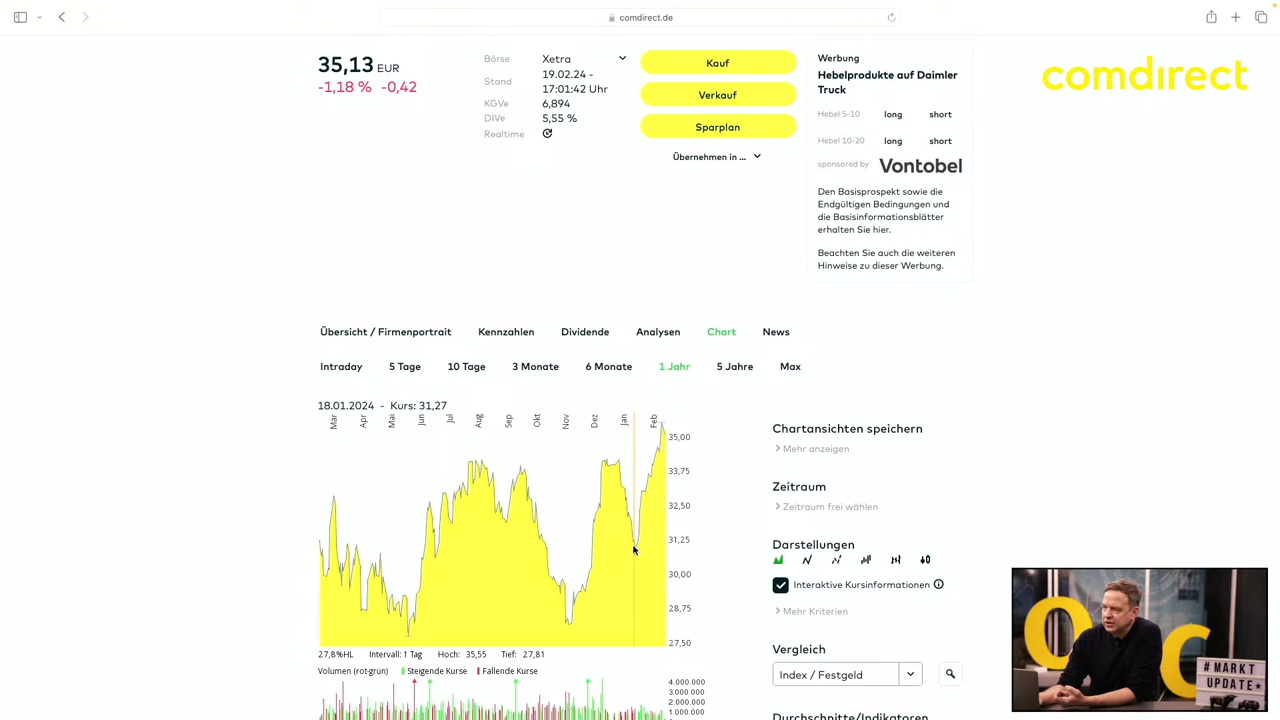 comdirect.de
35,13 EUR
-1,18 % -0,42
Börse Xetra
Stand 19.02.24 -
17:01:42 Uhr
KGVe 6,894
DIVe 5,55 %
Realtime
Kauf
Verkauf
Sparplan
Übernehmen in ...
Werbung
Hebelprodukte auf Daimler
Truck
Hebel 5-10 long short
Hebel 10-20 long short
sponsored by Vontobel
Den Basisprospekt sowie die
Endgültigen Bedingungen und
die Basisinformationsblätter
erhalten Sie hier.
Beachten Sie auch die weiteren
Hinweise zu dieser Werbung.
comdirect
Übersicht / Firmenportrait Kennzahlen Dividende Analysen Chart News
Intraday 5 Tage 10 Tage 3 Monate 6 Monate 1 Jahr 5 Jahre Max
18.01.2024 - Kurs: 31,27
Mär Apr Mai Jun Jul Aug Sep Okt Nov Dez Jan Feb
35,00
33,75
32,50
31,25
30,00
28,75
27,50
27,8%HL Intervall: 1 Tag Hoch: 35,55 Tief: 27,81
Volumen (rot-grün) Steigende Kurse Fallende Kurse
4.000.000
3.000.000
2.000.000
1.000.000
Chartansichten speichern
Mehr anzeigen
Zeitraum
Zeitraum frei wählen
Darstellungen
Interaktive Kursinformationen
Mehr Kriterien
Vergleich
Index / Festgeld
Durchschnitte/Indikatoren
# MARKT
UPDATE